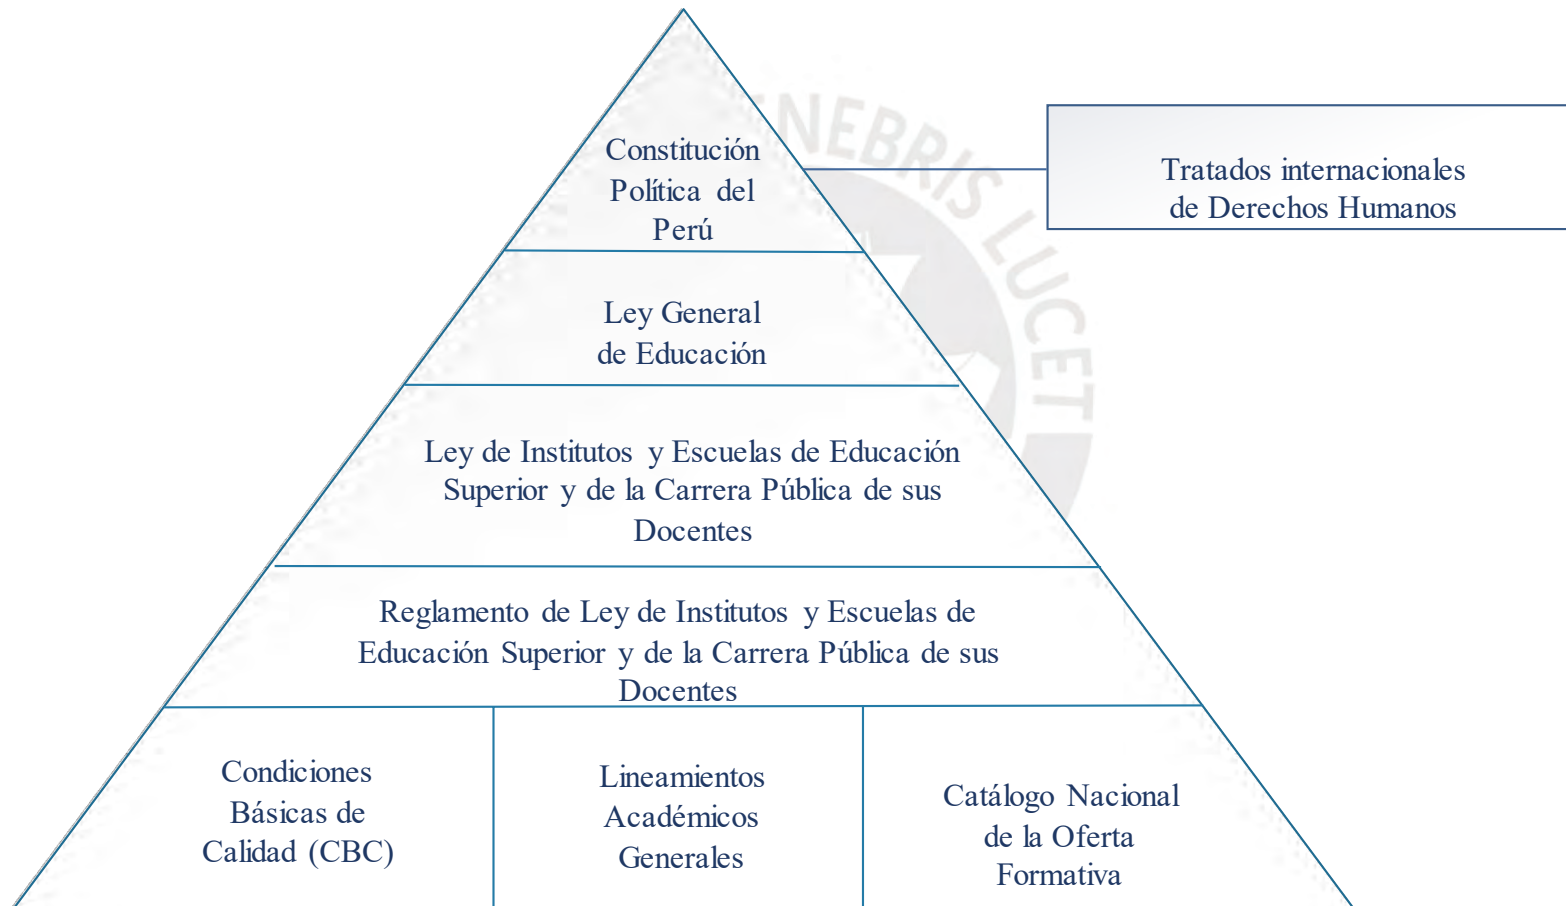 Constitución
Política del
Perú
NEBRIS LUCET
Tratados internacionales
de Derechos Humanos
Ley General
de Educación
Ley de Institutos y Escuelas de Educación
Superior y de la Carrera Pública de sus
Docentes
Reglamento de Ley de Institutos y Escuelas de
Educación Superior y de la Carrera Pública de sus
Docentes
Condiciones
Básicas de
Calidad (CBC)
Lineamientos
Académicos
Generales
Catálogo Nacional
de la Oferta
Formativa